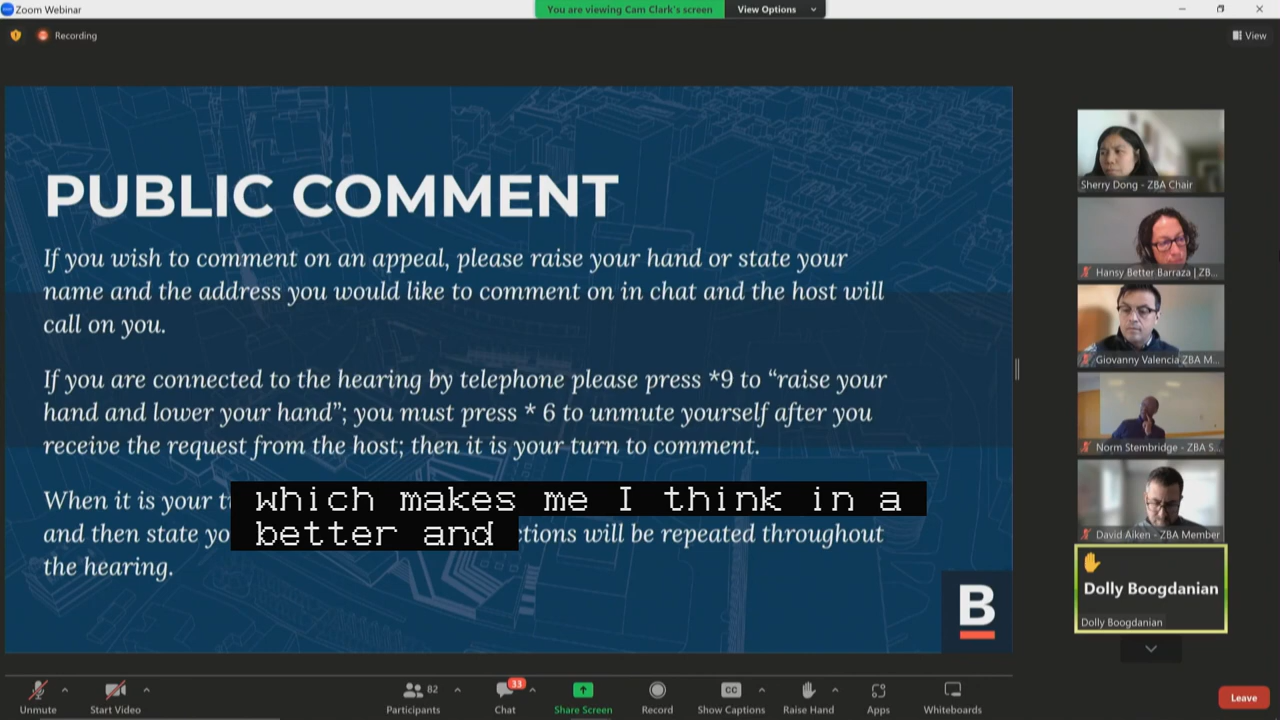 Zoom Webinar
You are viewing Cam Clark's screen
View Options
Recording
View
PUBLIC COMMENT
If you wish to comment on an appeal, please raise your hand or state your
name and the address you would like to comment on in chat and the host will
call on you.
If you are connected to the hearing by telephone please press *9 to “raise your
hand and lower your hand”; you must press * 6 to unmute yourself after you
receive the request from the host; then it is your turn to comment.
When it is your
which makes me I think in a
better and
and then state
will be repeated throughout
the hearing.
B
Sherry Dong - ZBA Chair
Hansy Better Barraza | ZB...
Giovanny Valencia ZBA M...
Norm Stembridge - ZBA S...
David Aiken - ZBA Member
Dolly Boogdanian
Dolly Boogdanian
Unmute
Start Video
82
Participants
33
Chat
Share Screen
Record
CC
Show Captions
Raise Hand
Apps
Whiteboards
Leave